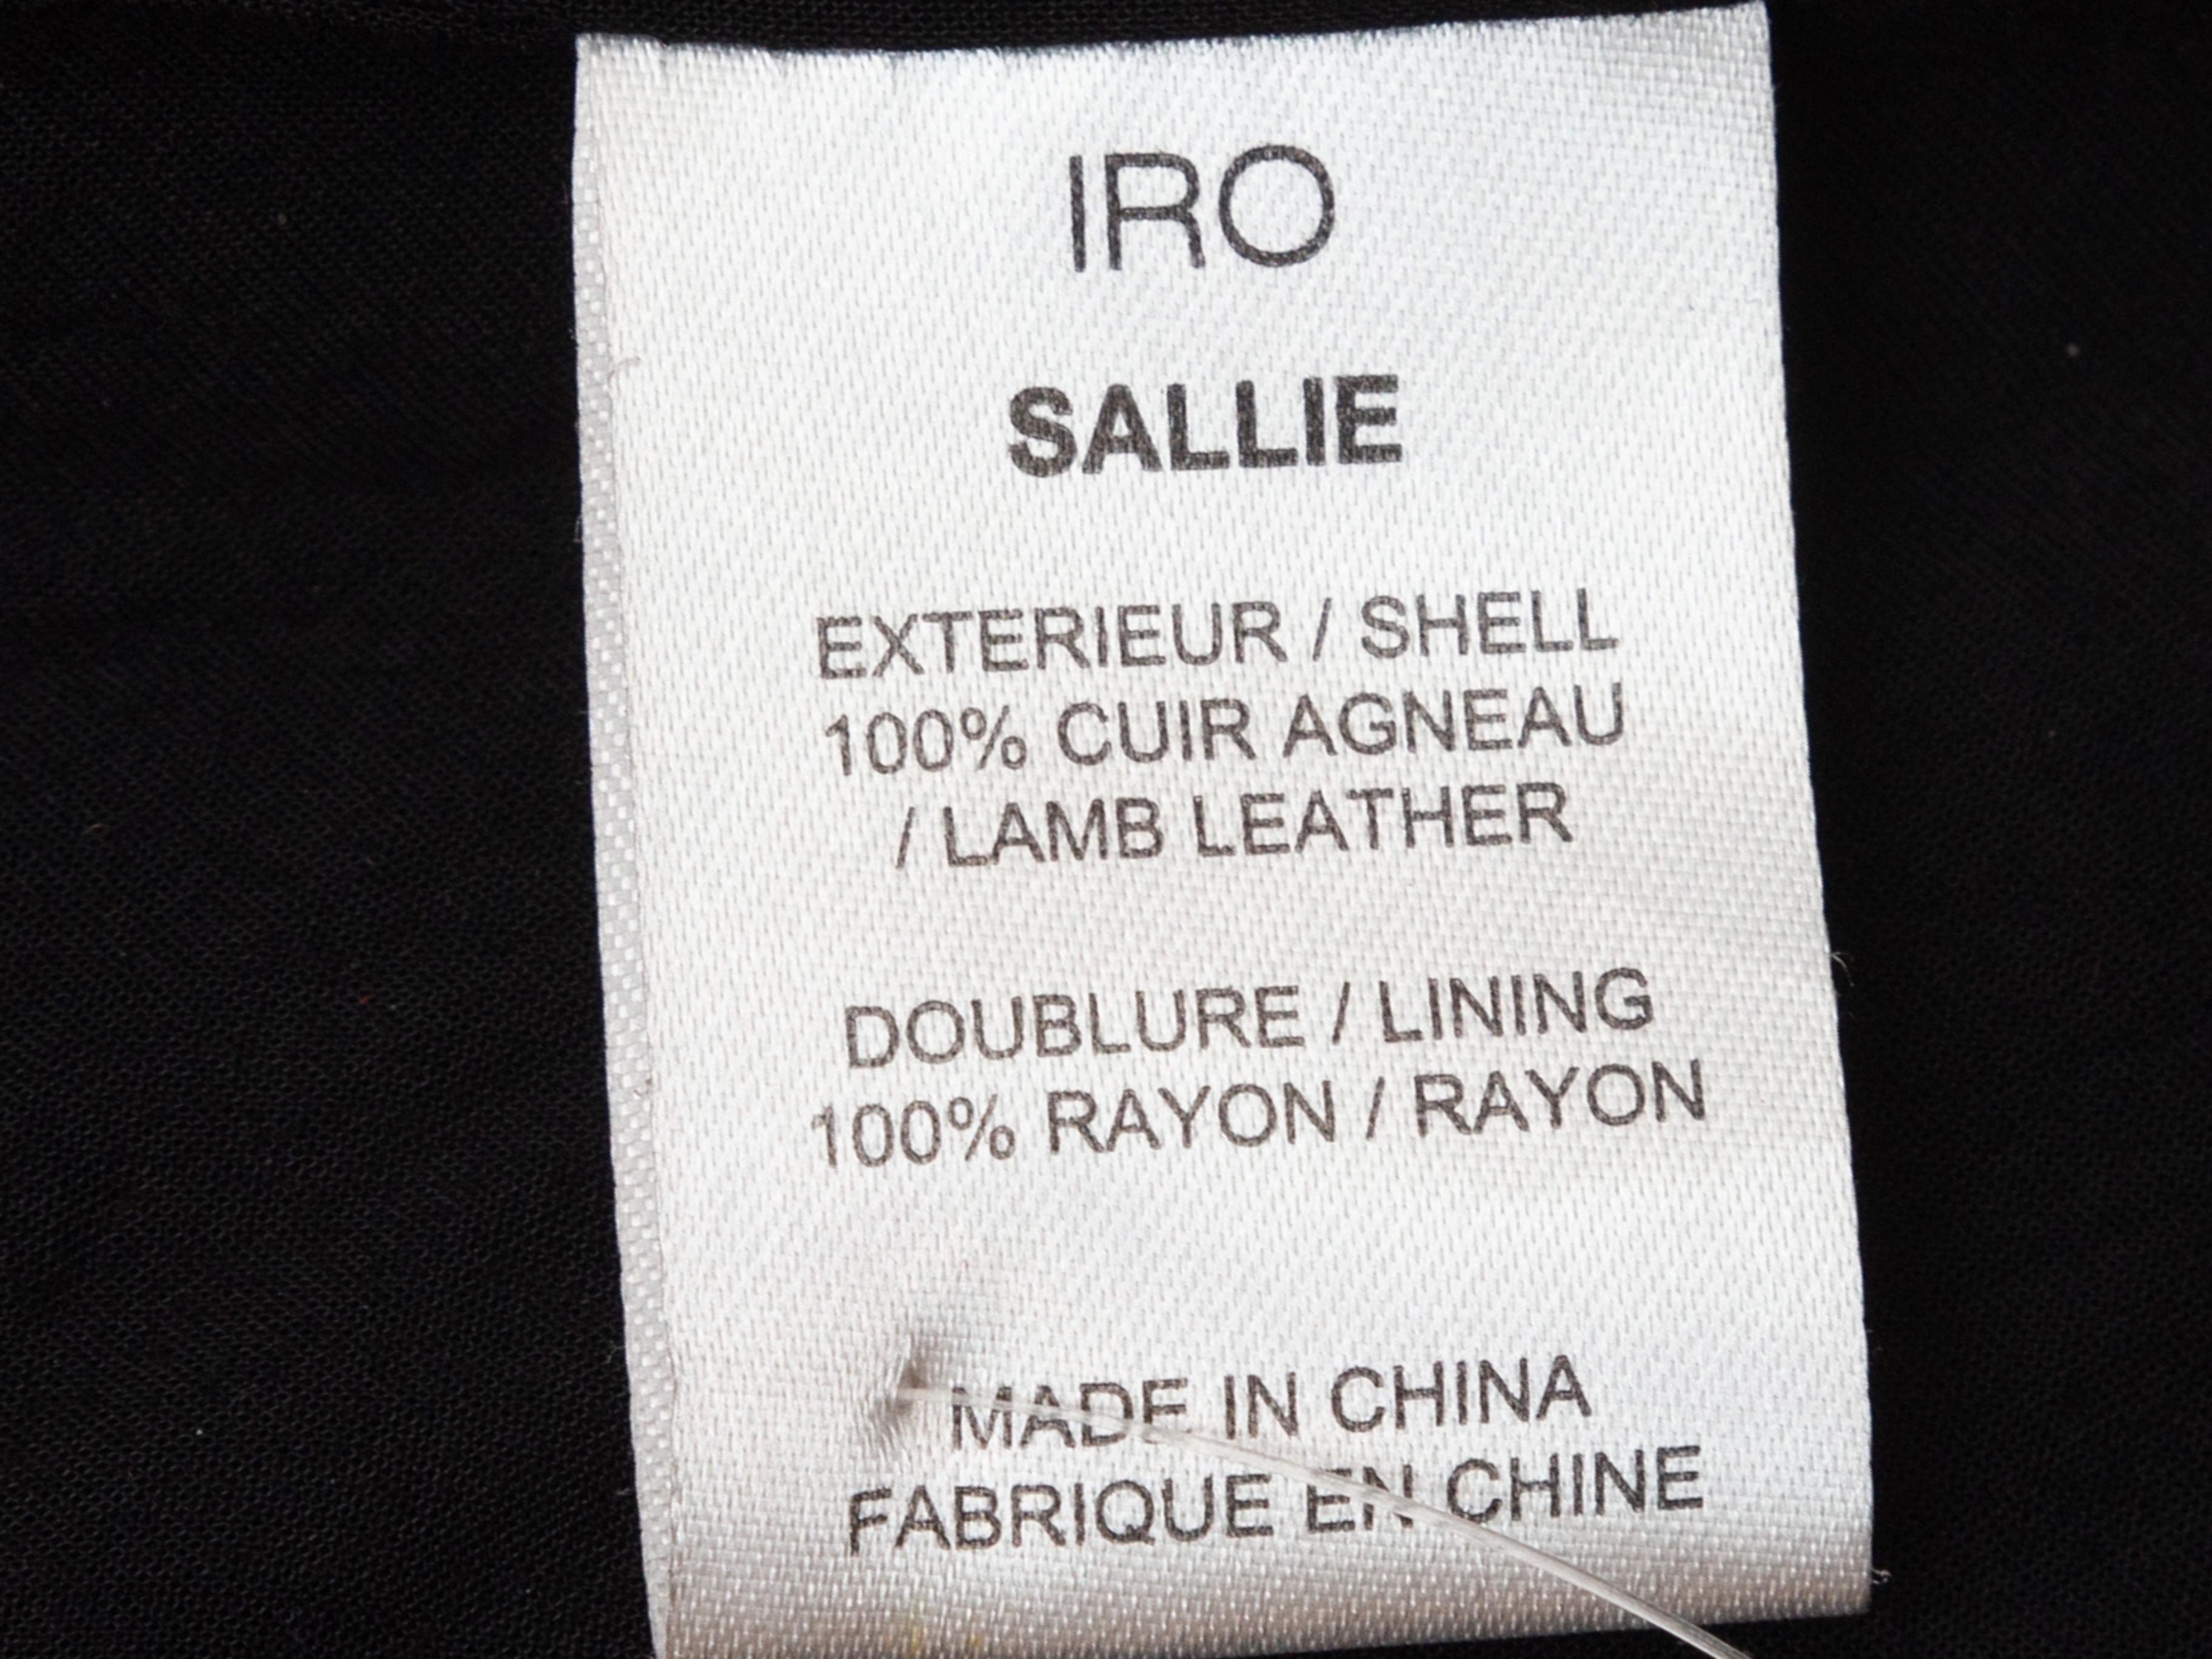 IRO
SALLIE
EXTERIEUR / SHELL
100% CUIR AGNEAU
/ LAMB LEATHER
DOUBLURE / LINING
100% RAYON / RAYON
MADE IN CHINA
FABRIQUE EN CHINE